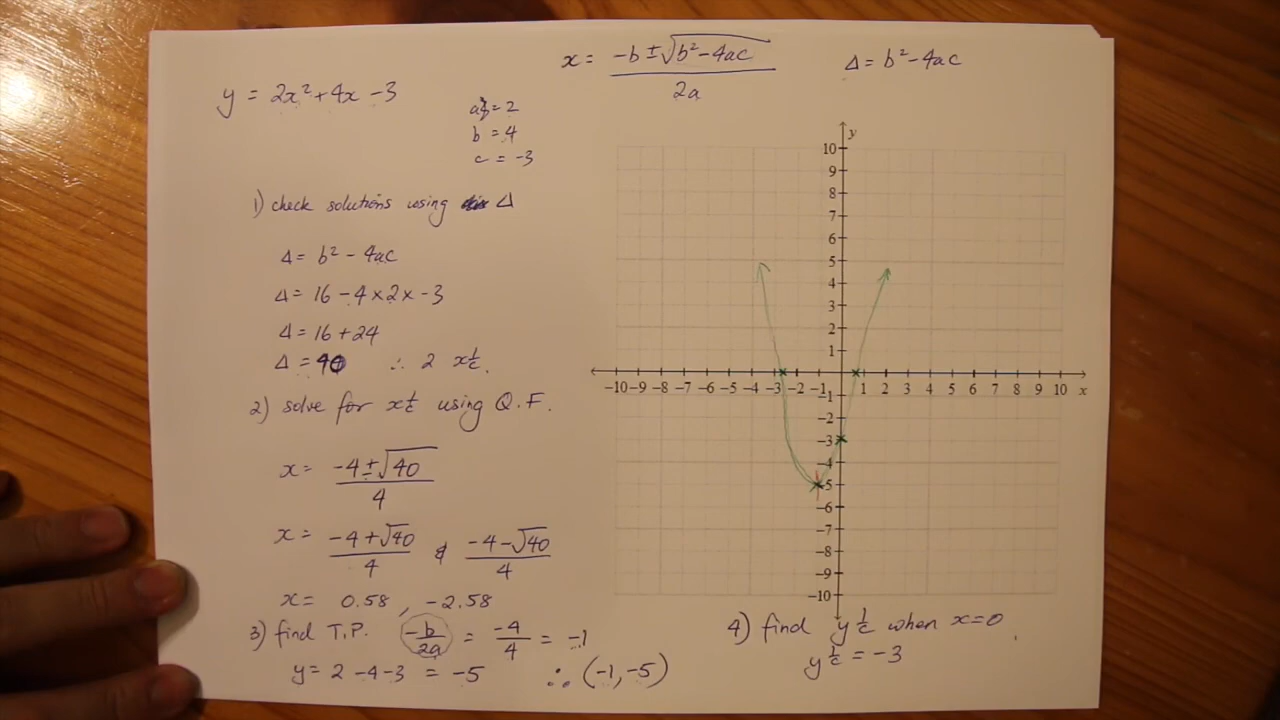 x = -b ± √b² - 4ac / 2a
Δ = b² - 4ac
y = 2x² + 4x - 3
a = 2
b = 4
c = -3
1) check solutions using Δ
Δ = b² - 4ac
Δ = 16 - 4 × 2 × -3
Δ = 16 + 24
Δ = 40 ∴ 2 x i/c.
2) solve for x i/c using Q.F.
x = -4 ± √40 / 4
x = -4 + √40 / 4 & -4 - √40 / 4
x = 0.58, -2.58
3) find T.P. -b/2a = -4/4 = -1
y = 2 - 4 - 3 = -5 ∴ (-1, -5)
y
10
9
8
7
6
5
4
3
2
1
-10 -9 -8 -7 -6 -5 -4 -3 -2 -1 1 2 3 4 5 6 7 8 9 10 x
-1
-2
-3
-4
-5
-6
-7
-8
-9
-10
4) find y i/c when x = 0.
y i/c = -3